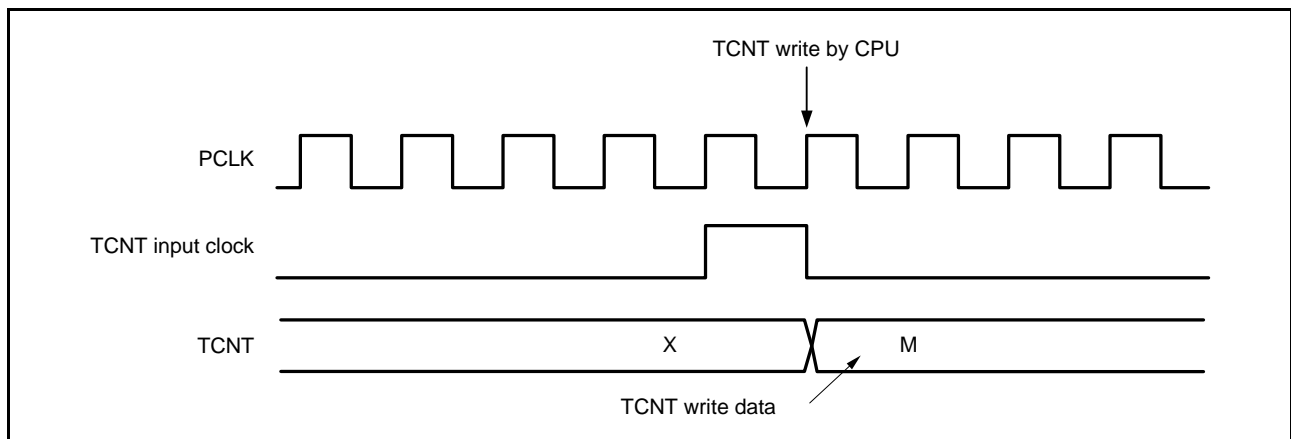 TCNT write by CPU
PCLK
TCNT input clock
TCNT
X
M
TCNT write data